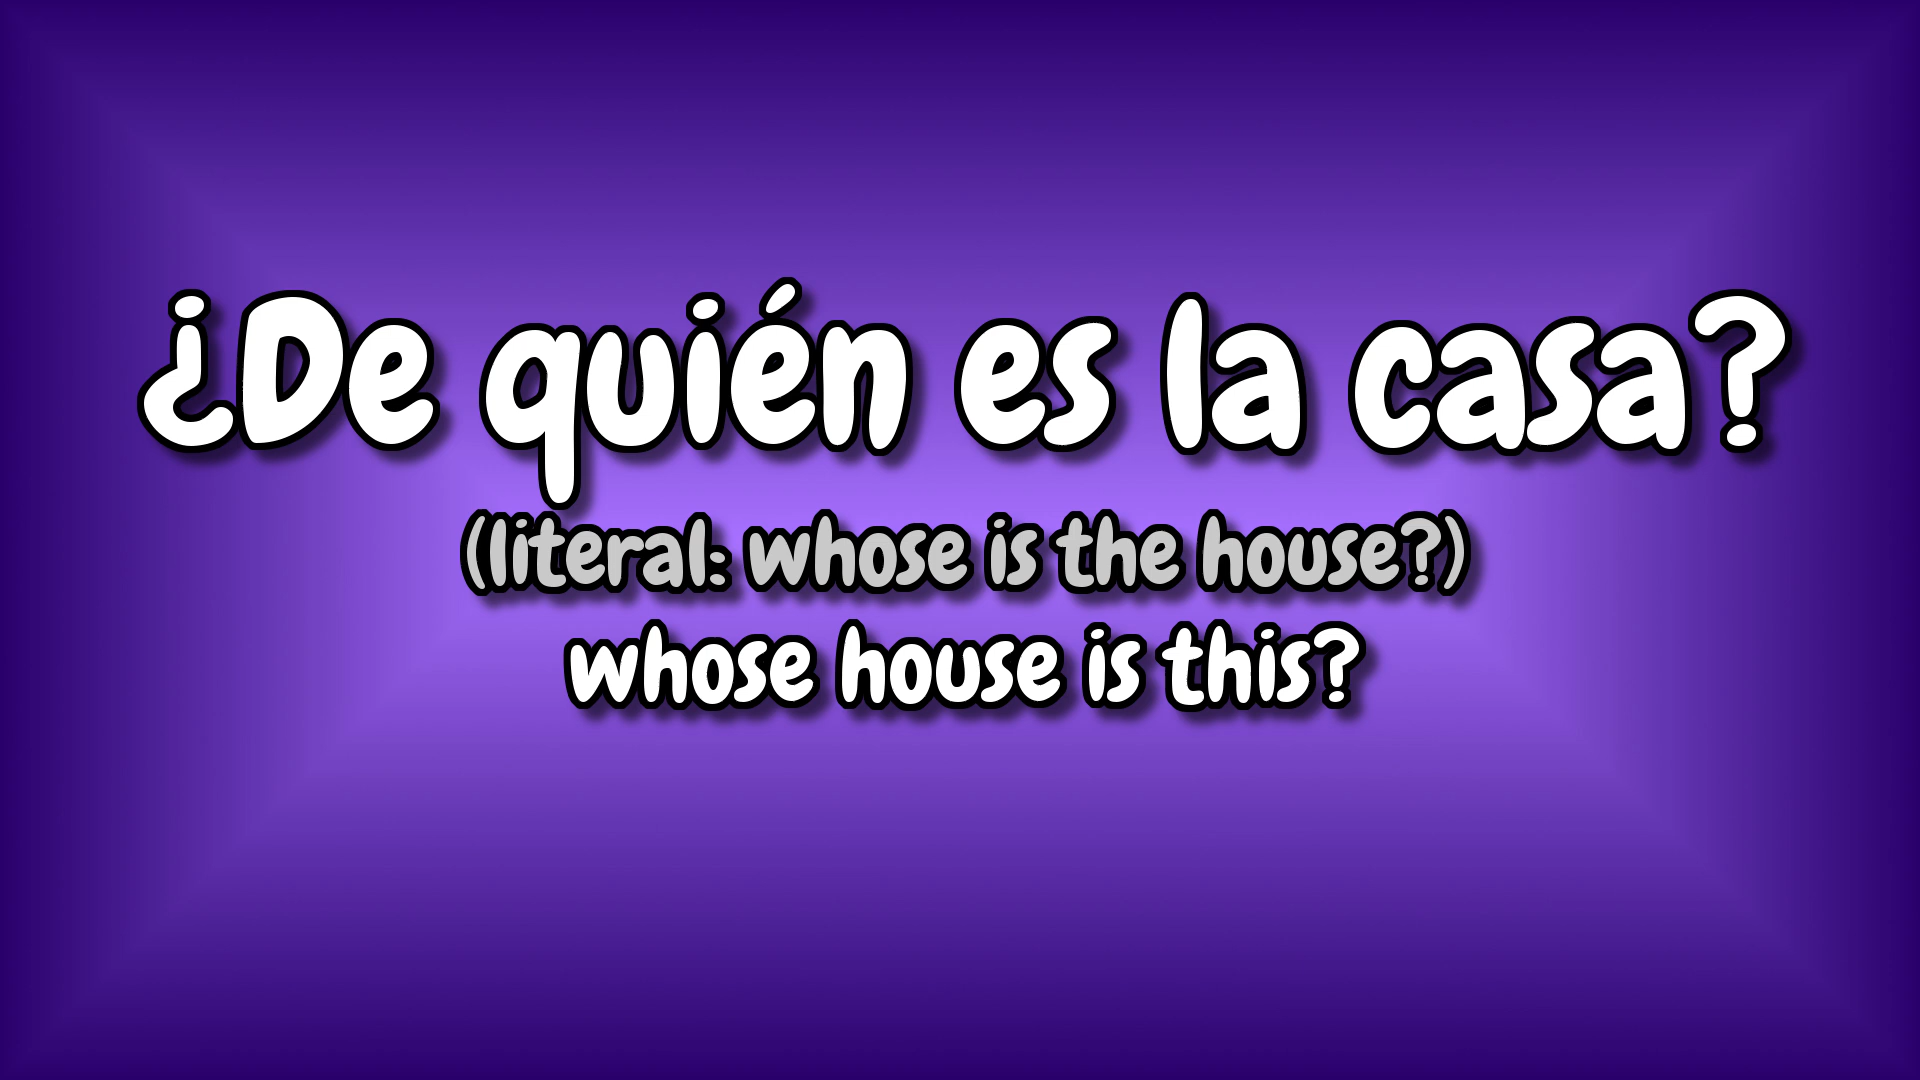 ¿De quién es la casa?
(literal: whose is the house?)
whose house is this?